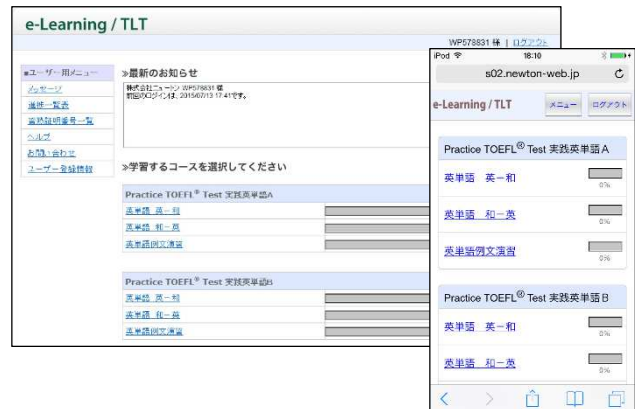 e-Learning / TLT
WP578831 様 | ログアウト
■ユーザー用メニュー
メッセージ
進捗一覧表
習熟証明番号一覧
ヘルプ
お問い合わせ
ユーザー登録情報
≫最新のお知らせ
株式会社ニュートン WP578831 様
前回のログインは、2015/07/13 17:41です。
≫学習するコースを選択してください
Practice TOEFL® Test 実践英単語A
英単語 英－和
英単語 和－英
英単語例文演習
Practice TOEFL® Test 実践英単語B
英単語 英－和
英単語 和－英
英単語例文演習
iPod 18:10
s02.newton-web.jp
e-Learning / TLT メニュー ログアウト
Practice TOEFL® Test 実践英単語 A
英単語 英－和
0%
英単語 和－英
0%
英単語例文演習
0%
Practice TOEFL® Test 実践英単語 B
英単語 英－和
0%
英単語 和－英
0%